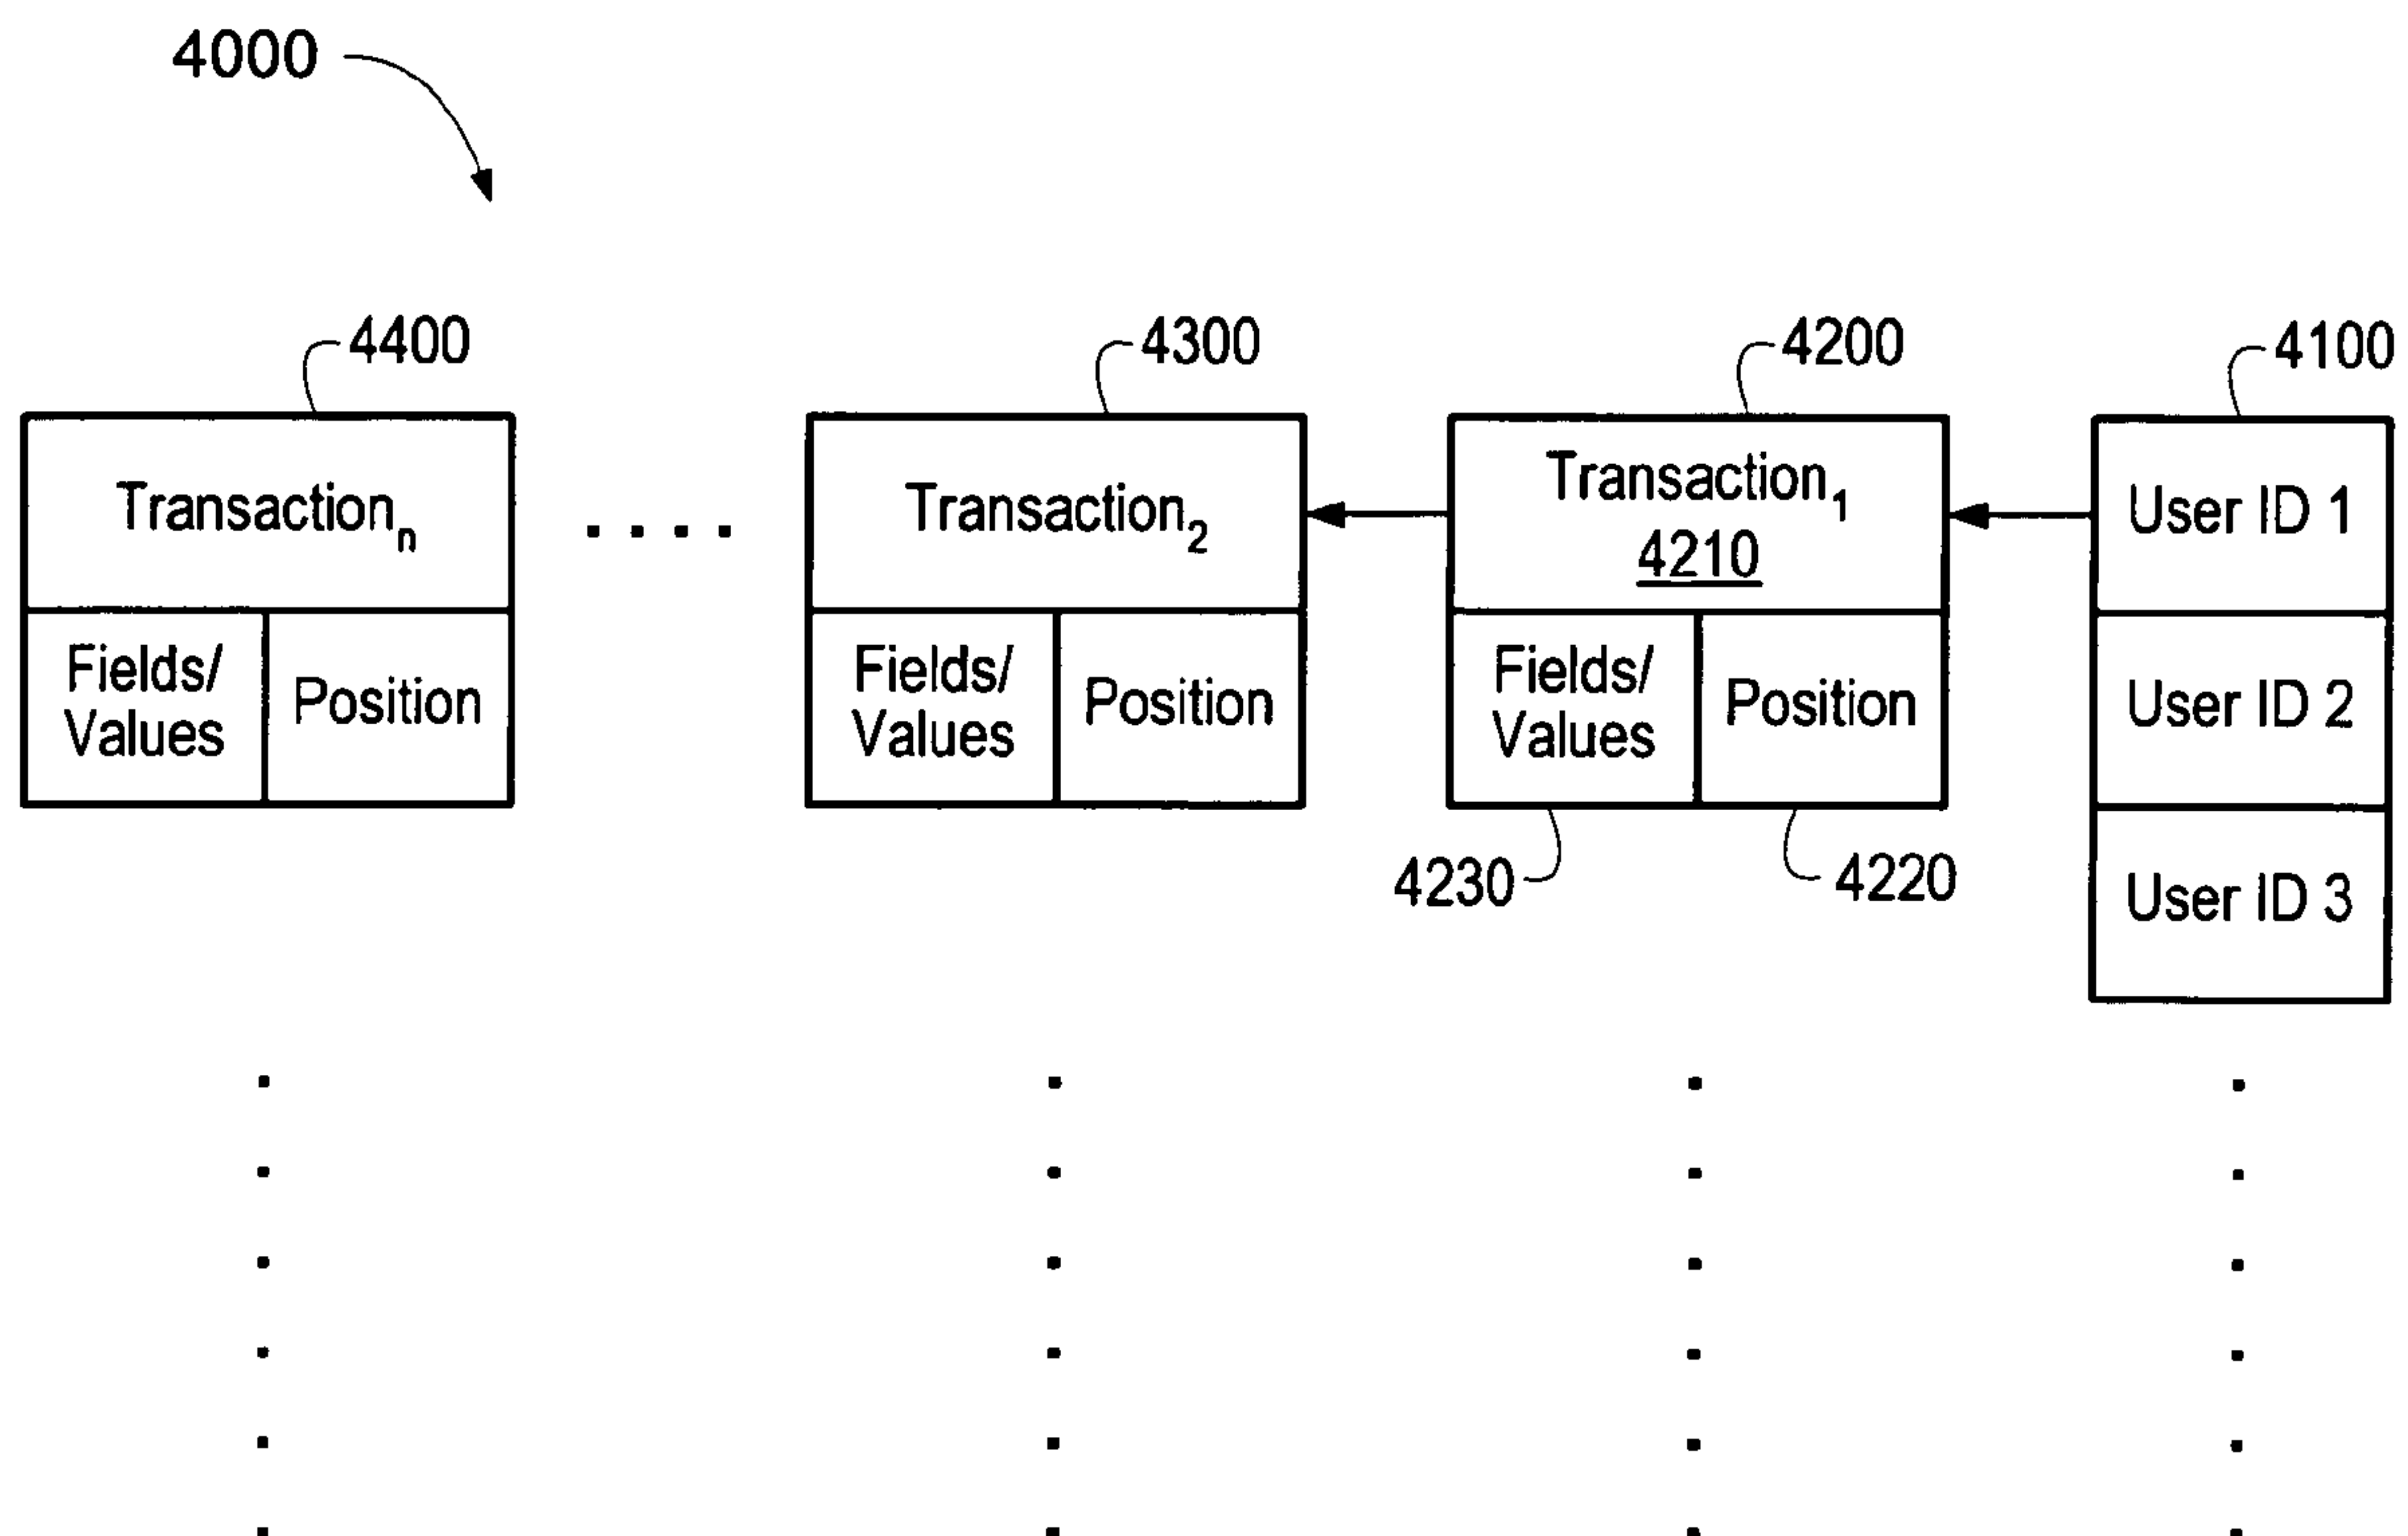 4000
4400
4300
4200
4100
Transactionₙ
Transaction₂
Transaction₁
4210
User ID 1
Fields/
Values
Position
Fields/
Values
Position
Fields/
Values
Position
User ID 2
4230
4220
User ID 3